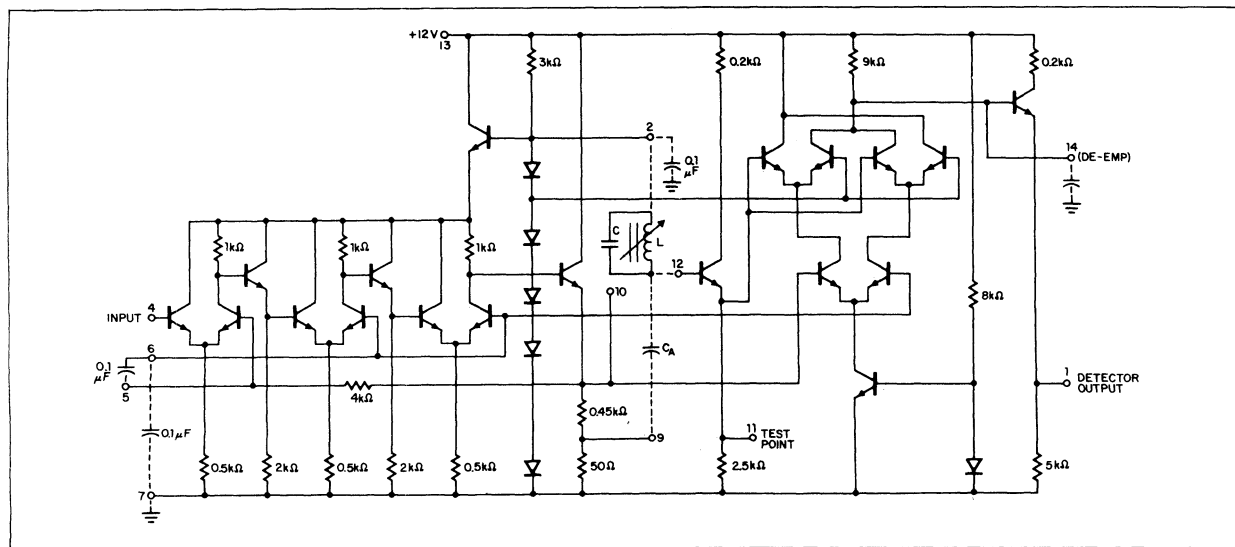 +12V
13
3kΩ
0.2kΩ
9kΩ
0.2kΩ
2
0.1
μF
14
(DE-EMP)
1kΩ
1kΩ
1kΩ
C
L
12
10
4
INPUT
8kΩ
6
0.1
μF
5
4kΩ
C_A
1
DETECTOR
OUTPUT
0.45kΩ
9
0.1μF
11
TEST
POINT
0.5kΩ
2kΩ
0.5kΩ
2kΩ
0.5kΩ
50Ω
2.5kΩ
5kΩ
7